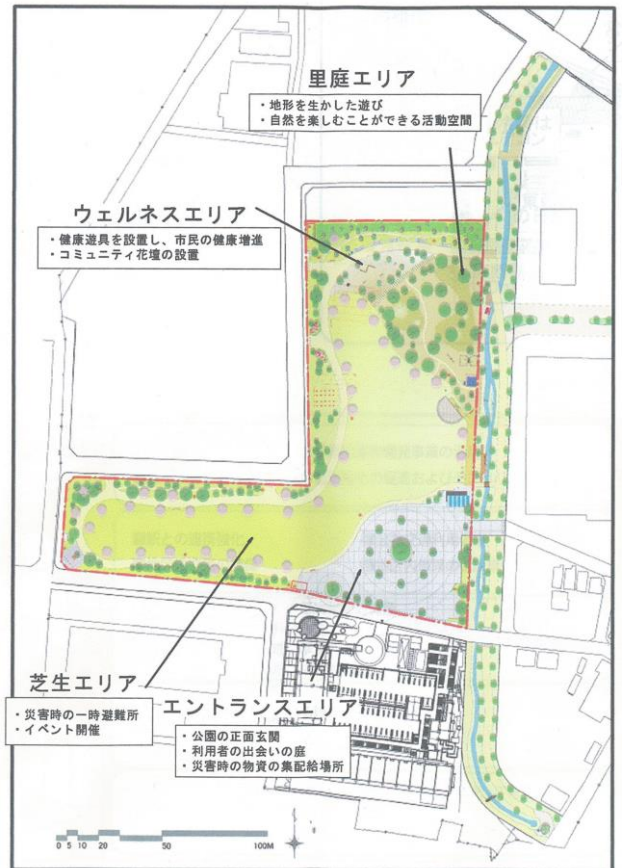 里庭エリア
・地形を生かした遊び
・自然を楽しむことができる活動空間
ウェルネスエリア
・健康遊具を設置し、市民の健康増進
・コミュニティ花壇の設置
芝生エリア
・災害時の一時避難所
・イベント開催
エントランスエリア
・公園の正面玄関
・利用者の出会いの庭
・災害時の物資の集配給場所
0 5 10 20 50 100M